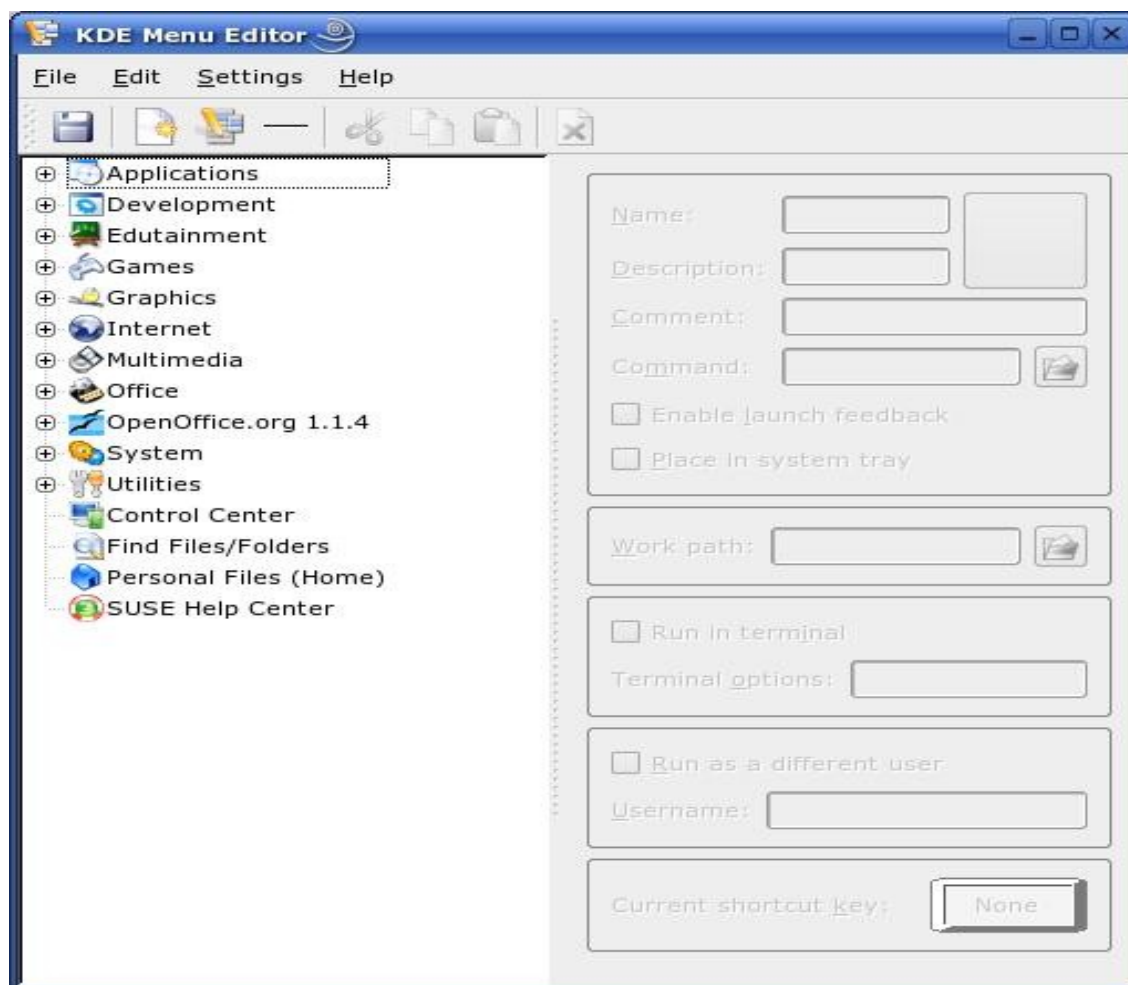 KDE Menu Editor
File Edit Settings Help
Applications
Development
Edutainment
Games
Graphics
Internet
Multimedia
Office
OpenOffice.org 1.1.4
System
Utilities
Control Center
Find Files/Folders
Personal Files (Home)
SUSE Help Center
Name:
Description:
Comment:
Command:
Enable launch feedback
Place in system tray
Work path:
Run in terminal
Terminal options:
Run as a different user
Username:
Current shortcut key: None